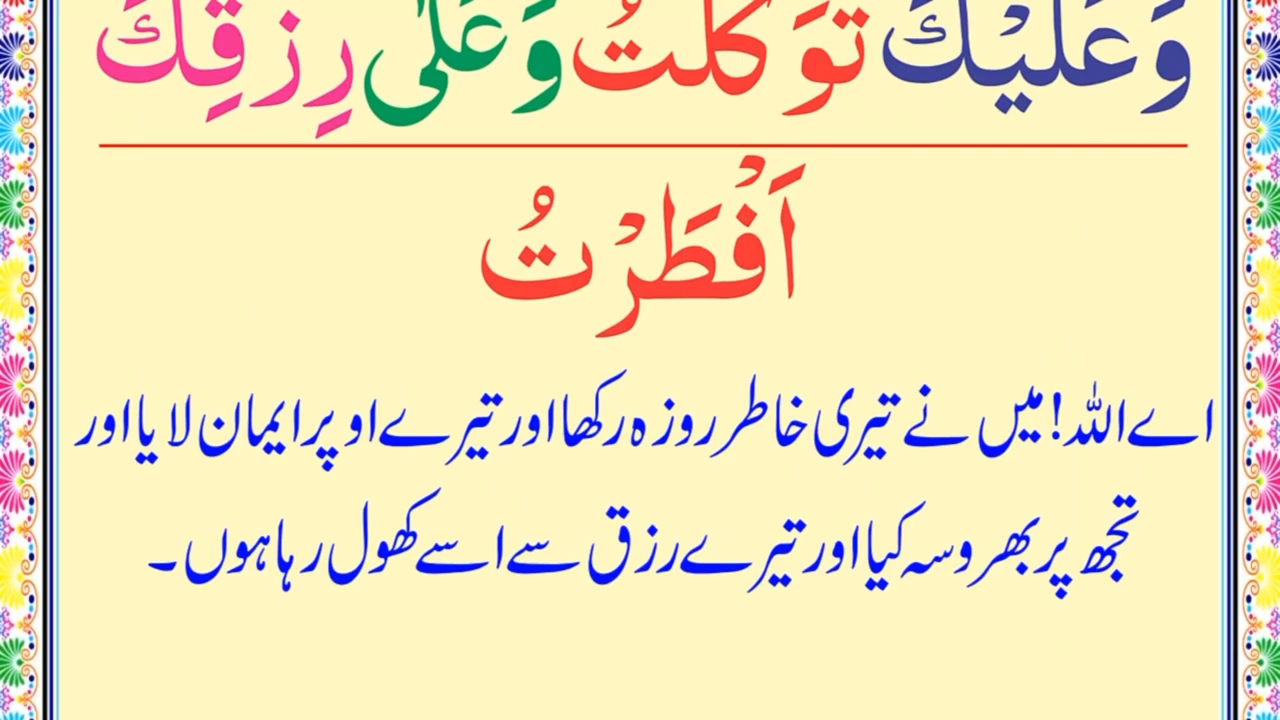 وَعَلَيْكَ تَوَكَّلْتُ وَعَلٰى رِزْقِكَ
اَفْطَرْتُ
اے اللہ! میں نے تیری خاطر روزہ رکھا اور تیرے اوپر ایمان لایا اور
تجھ پر بھروسہ کیا اور تیرے رزق سے اسے کھول رہا ہوں۔